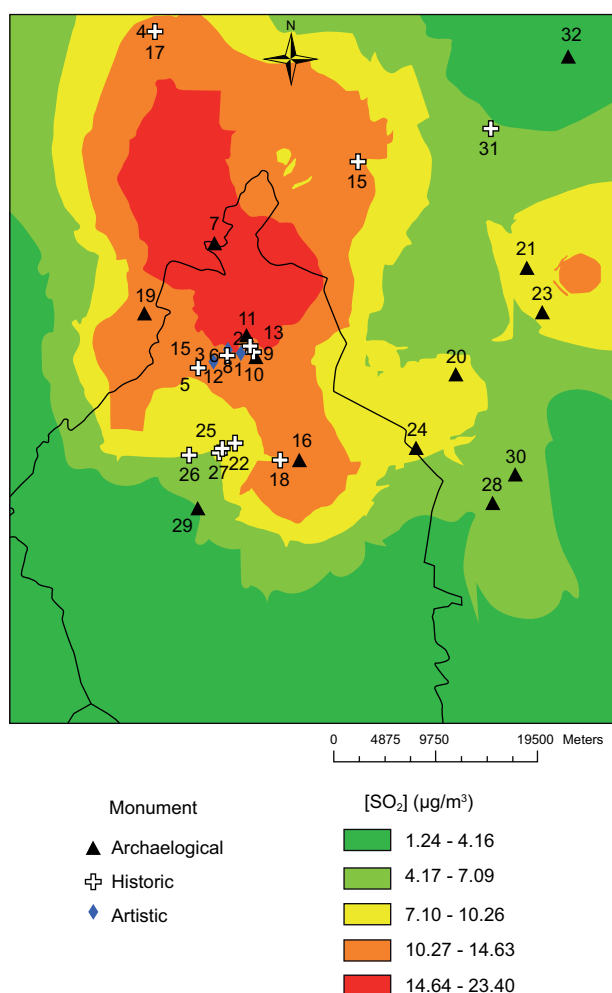 N
32
4
17
31
15
7
21
19
23
11
2
13
15
3
6
9
8
1
10
12
5
20
24
25
16
22
26
27
18
30
28
29
0 4875 9750 19500 Meters
Monument
Archaelogical
Historic
Artistic
[SO₂] (µg/m³)
1.24 - 4.16
4.17 - 7.09
7.10 - 10.26
10.27 - 14.63
14.64 - 23.40